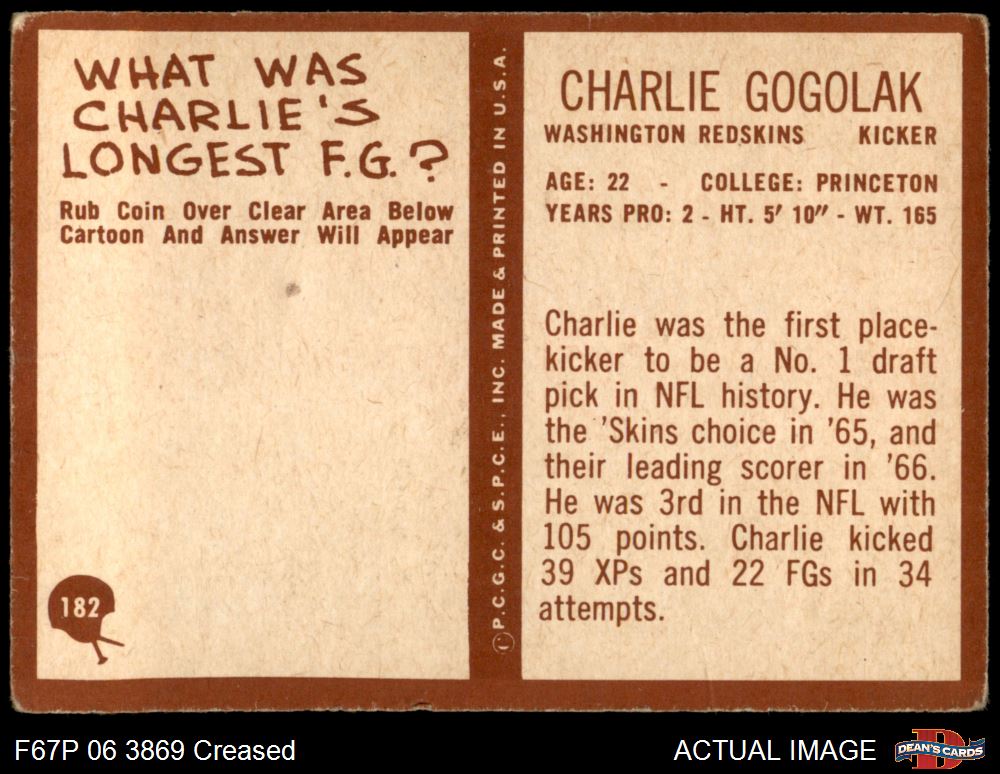 WHAT WAS
CHARLIE'S
LONGEST F.G.?
Rub Coin Over Clear Area Below
Cartoon And Answer Will Appear
182
© P.C.G.C. & S.P.C.E., INC. MADE & PRINTED IN U.S.A.
CHARLIE GOGOLAK
WASHINGTON REDSKINS KICKER
AGE: 22 - COLLEGE: PRINCETON
YEARS PRO: 2 - HT. 5' 10" - WT. 165
Charlie was the first place-
kicker to be a No. 1 draft
pick in NFL history. He was
the 'Skins choice in '65, and
their leading scorer in '66.
He was 3rd in the NFL with
105 points. Charlie kicked
39 XPs and 22 FGs in 34
attempts.
F67P 06 3869 Creased
ACTUAL IMAGE
D
DEAN'S CARDS